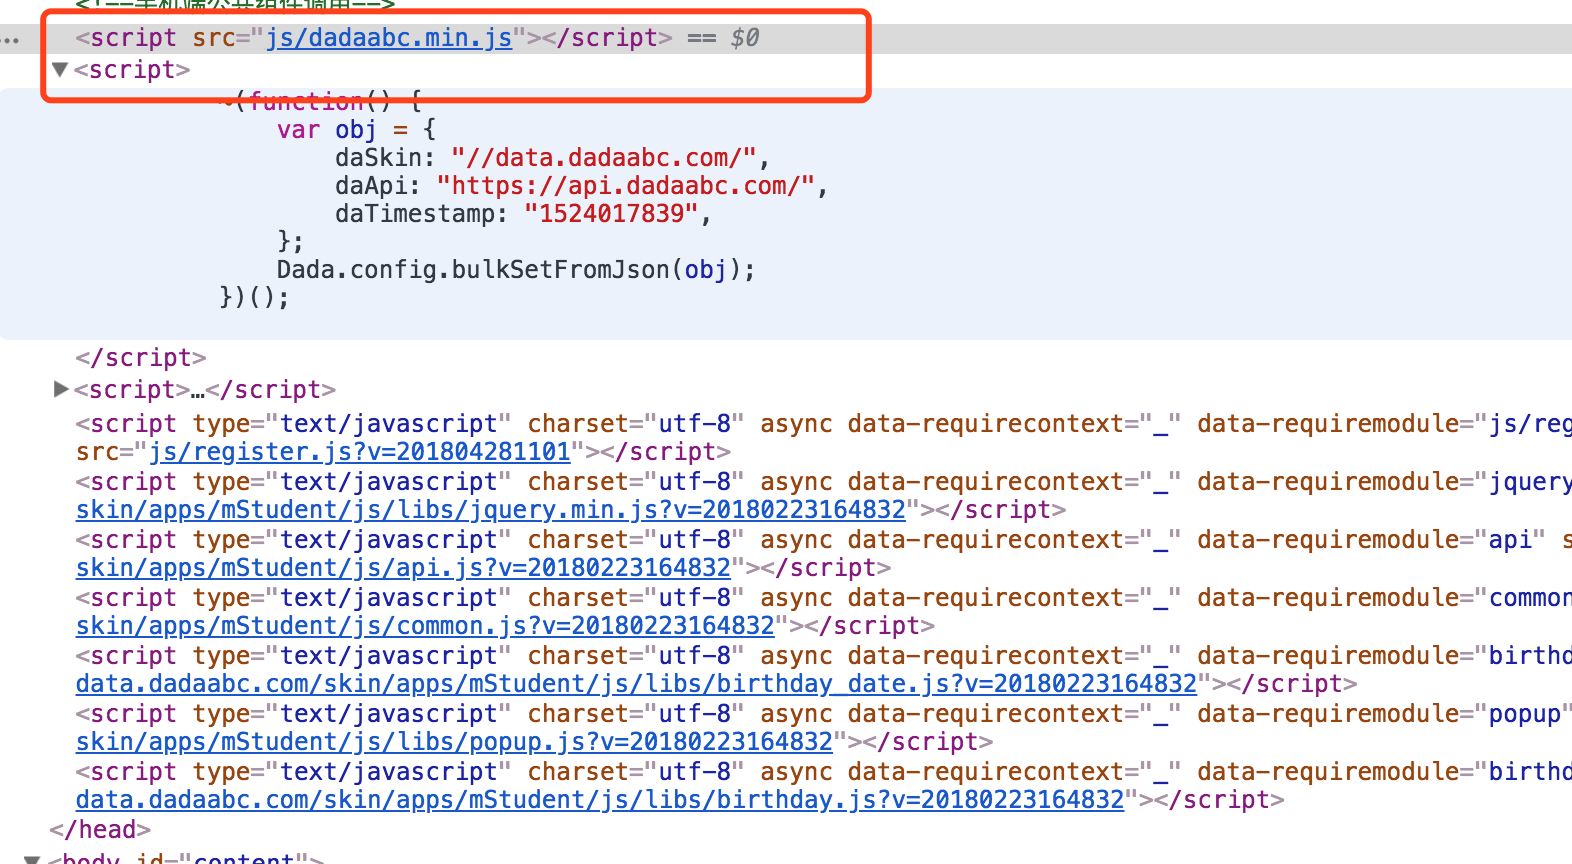 <!--手机端公共组件调用-->
… <script src="js/dadaabc.min.js"></script> == $0
▼<script>
~(function() {
var obj = {
daSkin: "//data.dadaabc.com/",
daApi: "https://api.dadaabc.com/",
daTimestamp: "1524017839",
};
Dada.config.bulkSetFromJson(obj);
})();
</script>
▶<script>…</script>
<script type="text/javascript" charset="utf-8" async data-requirecontext="_" data-requiremodule="js/reg
src="js/register.js?v=201804281101"></script>
<script type="text/javascript" charset="utf-8" async data-requirecontext="_" data-requiremodule="jquery
skin/apps/mStudent/js/libs/jquery.min.js?v=20180223164832"></script>
<script type="text/javascript" charset="utf-8" async data-requirecontext="_" data-requiremodule="api" s
skin/apps/mStudent/js/api.js?v=20180223164832"></script>
<script type="text/javascript" charset="utf-8" async data-requirecontext="_" data-requiremodule="common
skin/apps/mStudent/js/common.js?v=20180223164832"></script>
<script type="text/javascript" charset="utf-8" async data-requirecontext="_" data-requiremodule="birthd
data.dadaabc.com/skin/apps/mStudent/js/libs/birthday_date.js?v=20180223164832"></script>
<script type="text/javascript" charset="utf-8" async data-requirecontext="_" data-requiremodule="popup"
skin/apps/mStudent/js/libs/popup.js?v=20180223164832"></script>
<script type="text/javascript" charset="utf-8" async data-requirecontext="_" data-requiremodule="birthd
data.dadaabc.com/skin/apps/mStudent/js/libs/birthday.js?v=20180223164832"></script>
</head>
▼<body id="content">